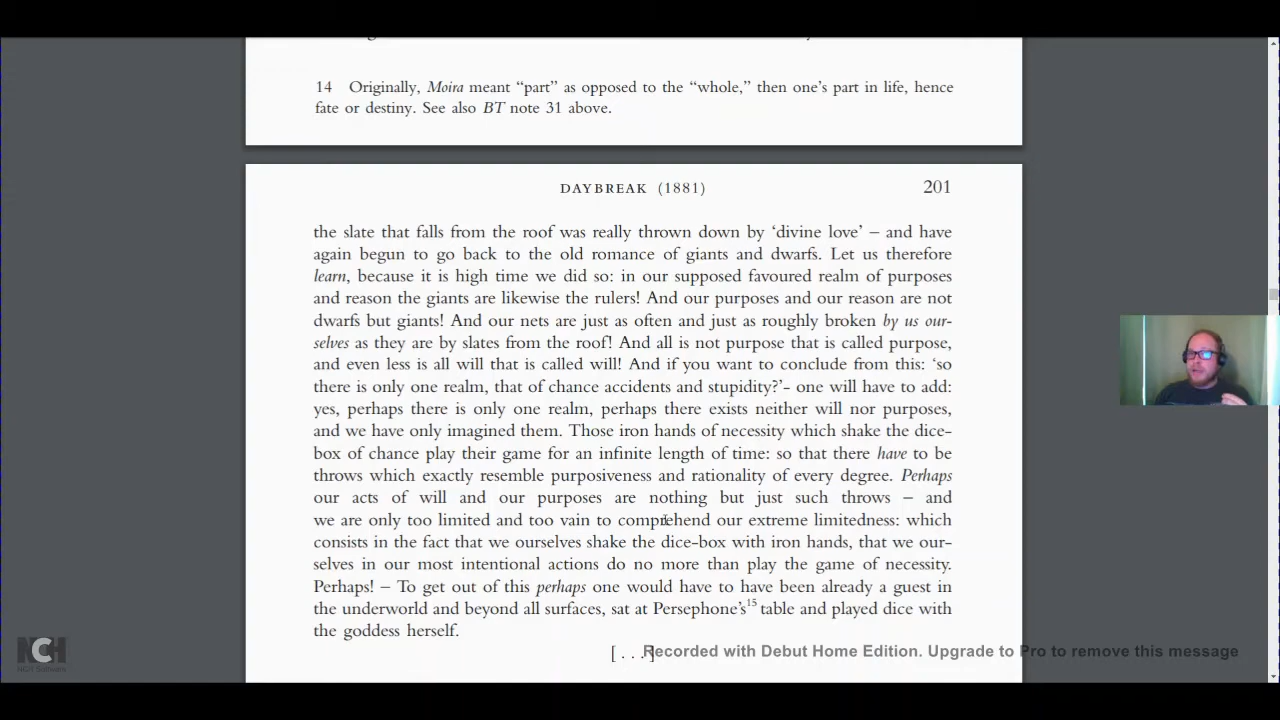 14 Originally, Moira meant “part” as opposed to the “whole,” then one’s part in life, hence
fate or destiny. See also BT note 31 above.
DAYBREAK (1881) 201
the slate that falls from the roof was really thrown down by ‘divine love’ – and have
again begun to go back to the old romance of giants and dwarfs. Let us therefore
learn, because it is high time we did so: in our supposed favoured realm of purposes
and reason the giants are likewise the rulers! And our purposes and our reason are not
dwarfs but giants! And our nets are just as often and just as roughly broken by us our-
selves as they are by slates from the roof! And all is not purpose that is called purpose,
and even less is all will that is called will! And if you want to conclude from this: ‘so
there is only one realm, that of chance accidents and stupidity?’- one will have to add:
yes, perhaps there is only one realm, perhaps there exists neither will nor purposes,
and we have only imagined them. Those iron hands of necessity which shake the dice-
box of chance play their game for an infinite length of time: so that there have to be
throws which exactly resemble purposiveness and rationality of every degree. Perhaps
our acts of will and our purposes are nothing but just such throws – and
we are only too limited and too vain to comprehend our extreme limitedness: which
consists in the fact that we ourselves shake the dice-box with iron hands, that we our-
selves in our most intentional actions do no more than play the game of necessity.
Perhaps! – To get out of this perhaps one would have to have been already a guest in
the underworld and beyond all surfaces, sat at Persephone’s15 table and played dice with
the goddess herself.
[ . . . ]
Recorded with Debut Home Edition. Upgrade to Pro to remove this message
NCH